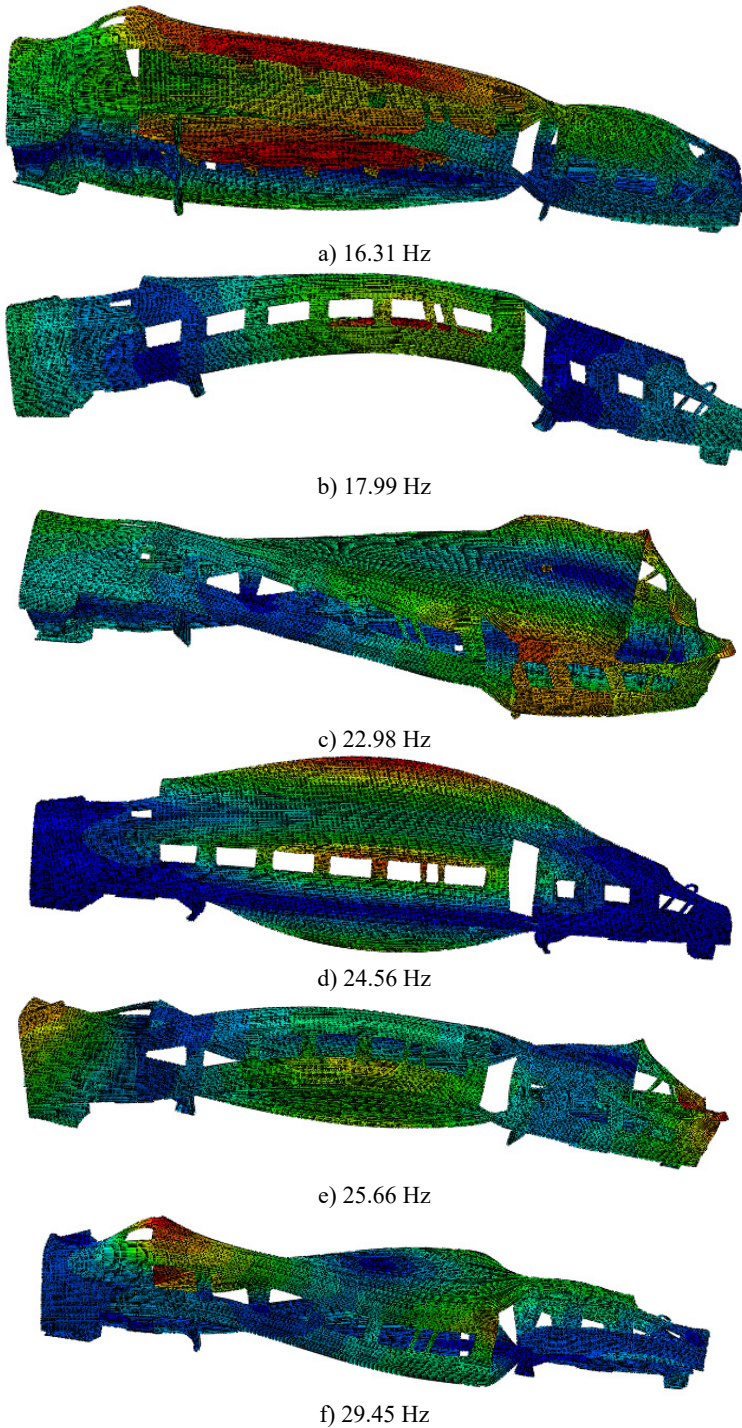 a) 16.31 Hz
b) 17.99 Hz
c) 22.98 Hz
d) 24.56 Hz
e) 25.66 Hz
f) 29.45 Hz